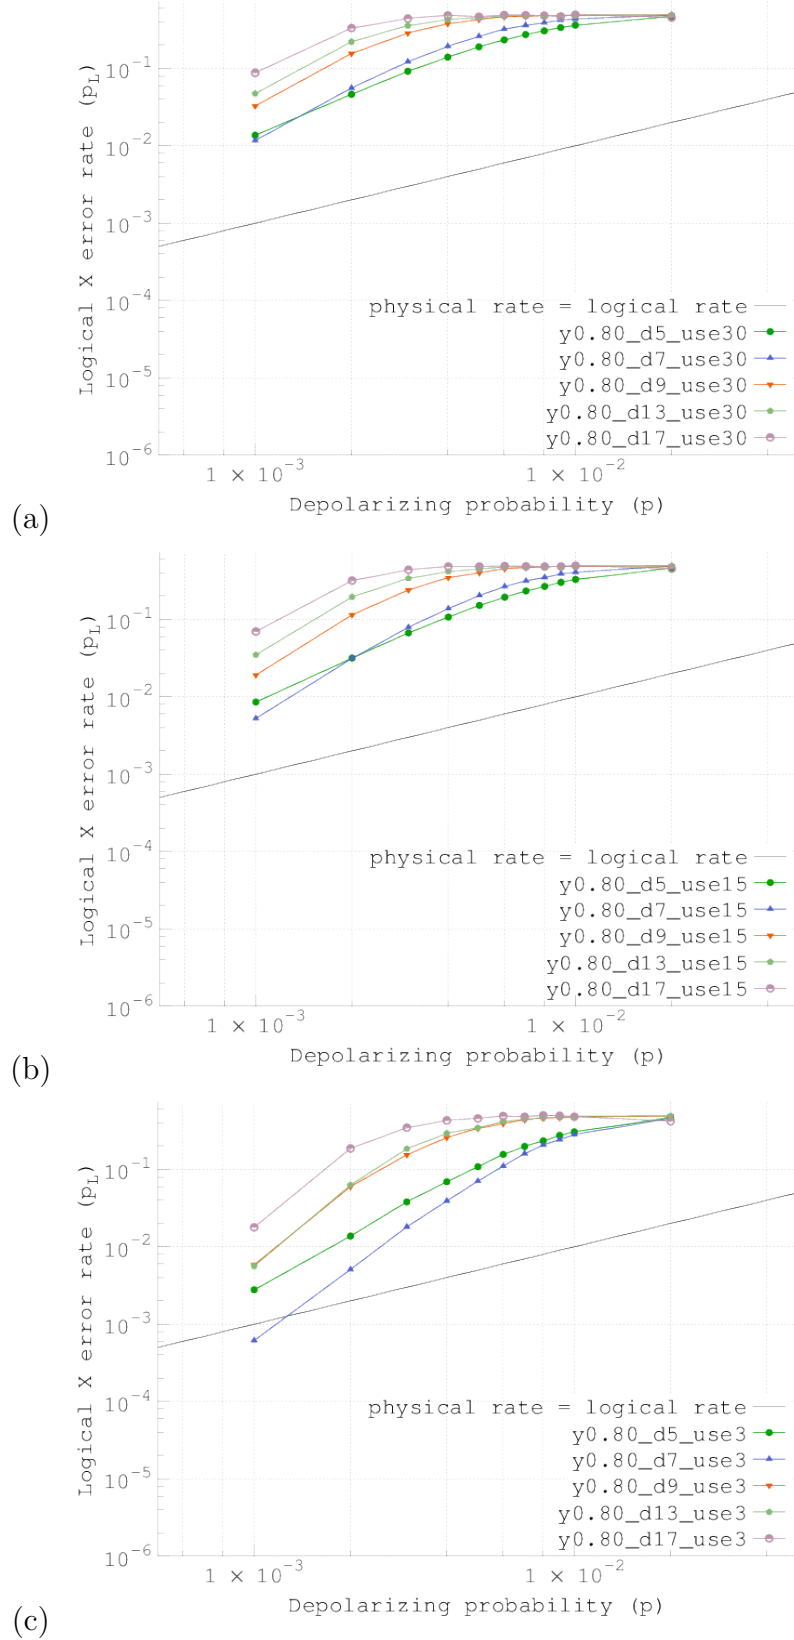 Logical X error rate (p_L)
10^-1
10^-2
10^-3
10^-4
10^-5
10^-6
physical rate = logical rate
y0.80_d5_use30
y0.80_d7_use30
y0.80_d9_use30
y0.80_d13_use30
y0.80_d17_use30
1 × 10^-3
1 × 10^-2
Depolarizing probability (p)
(a)
Logical X error rate (p_L)
10^-1
10^-2
10^-3
10^-4
10^-5
10^-6
physical rate = logical rate
y0.80_d5_use15
y0.80_d7_use15
y0.80_d9_use15
y0.80_d13_use15
y0.80_d17_use15
1 × 10^-3
1 × 10^-2
Depolarizing probability (p)
(b)
Logical X error rate (p_L)
10^-1
10^-2
10^-3
10^-4
10^-5
10^-6
physical rate = logical rate
y0.80_d5_use3
y0.80_d7_use3
y0.80_d9_use3
y0.80_d13_use3
y0.80_d17_use3
1 × 10^-3
1 × 10^-2
Depolarizing probability (p)
(c)